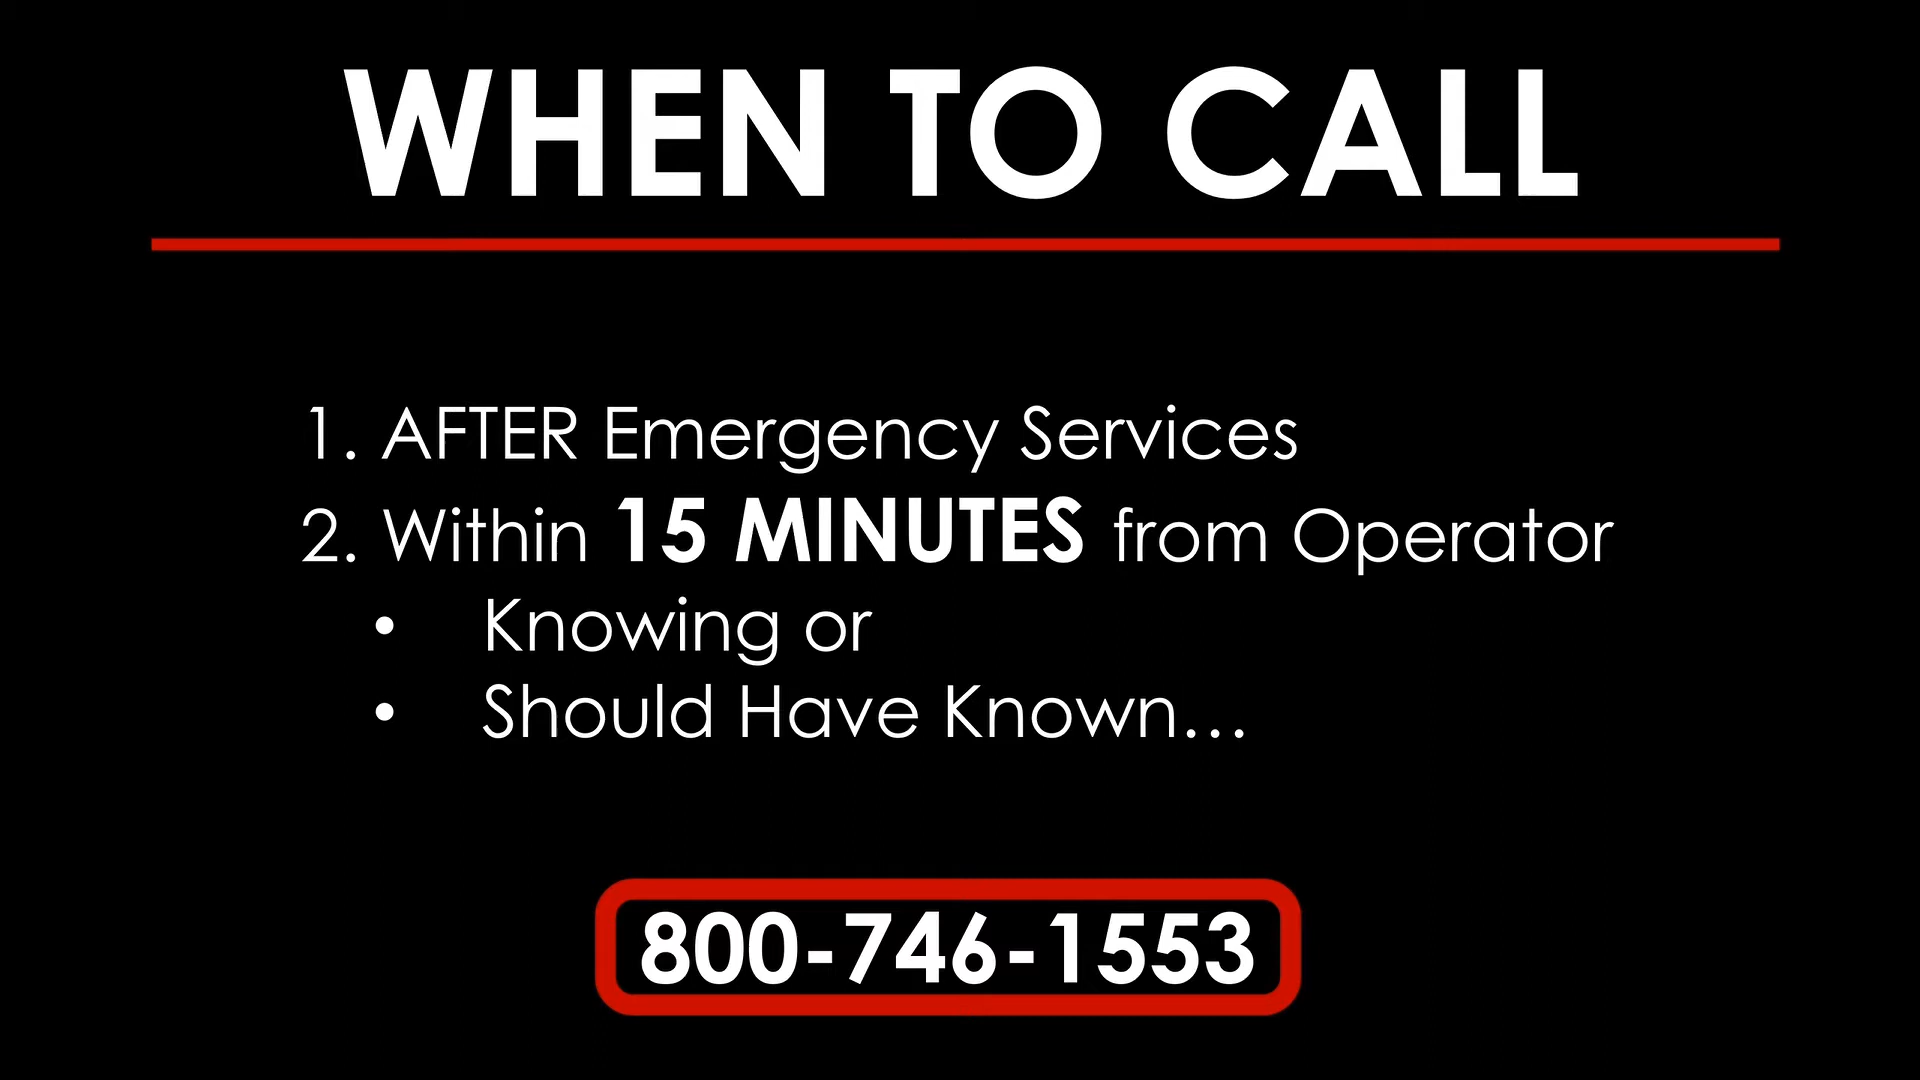 WHEN TO CALL
1. AFTER Emergency Services
2. Within 15 MINUTES from Operator
• Knowing or
• Should Have Known...
800-746-1553